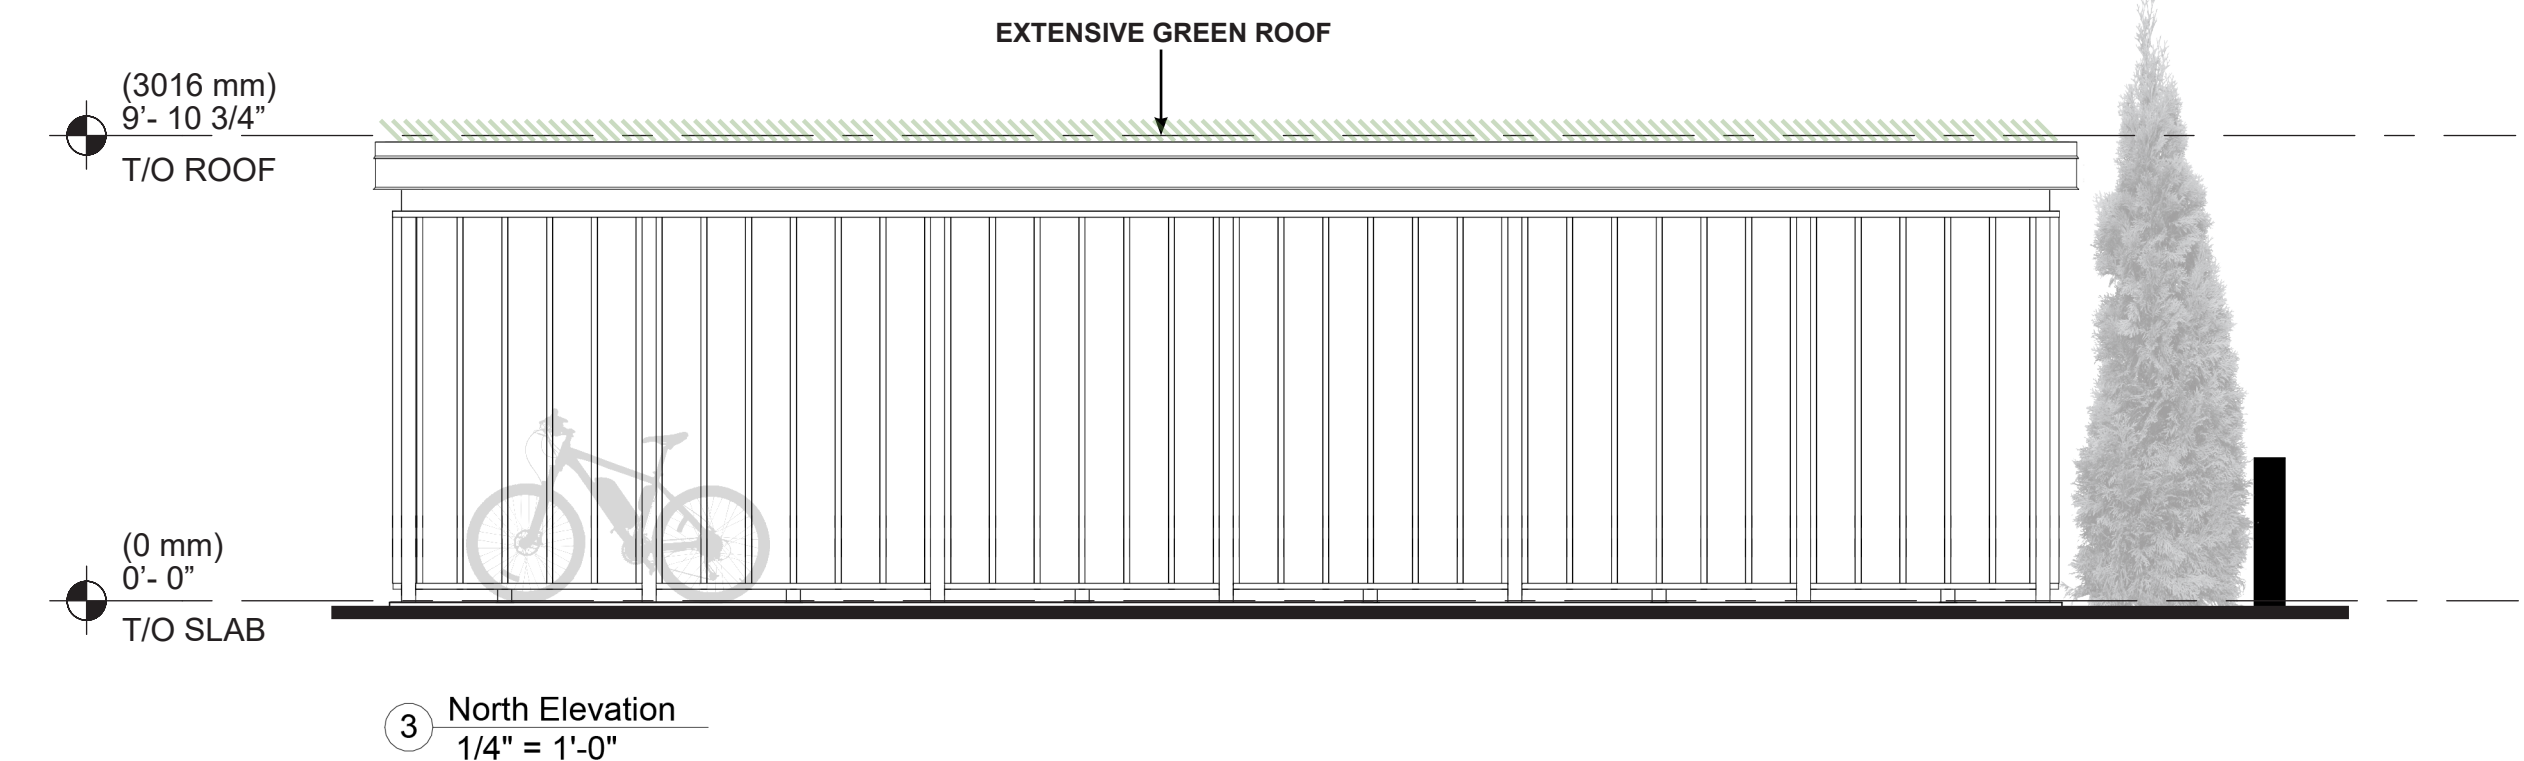 EXTENSIVE GREEN ROOF
(3016 mm)
9’- 10 3/4”
T/O ROOF
(0 mm)
0’- 0”
T/O SLAB
3 North Elevation
1/4" = 1'-0"